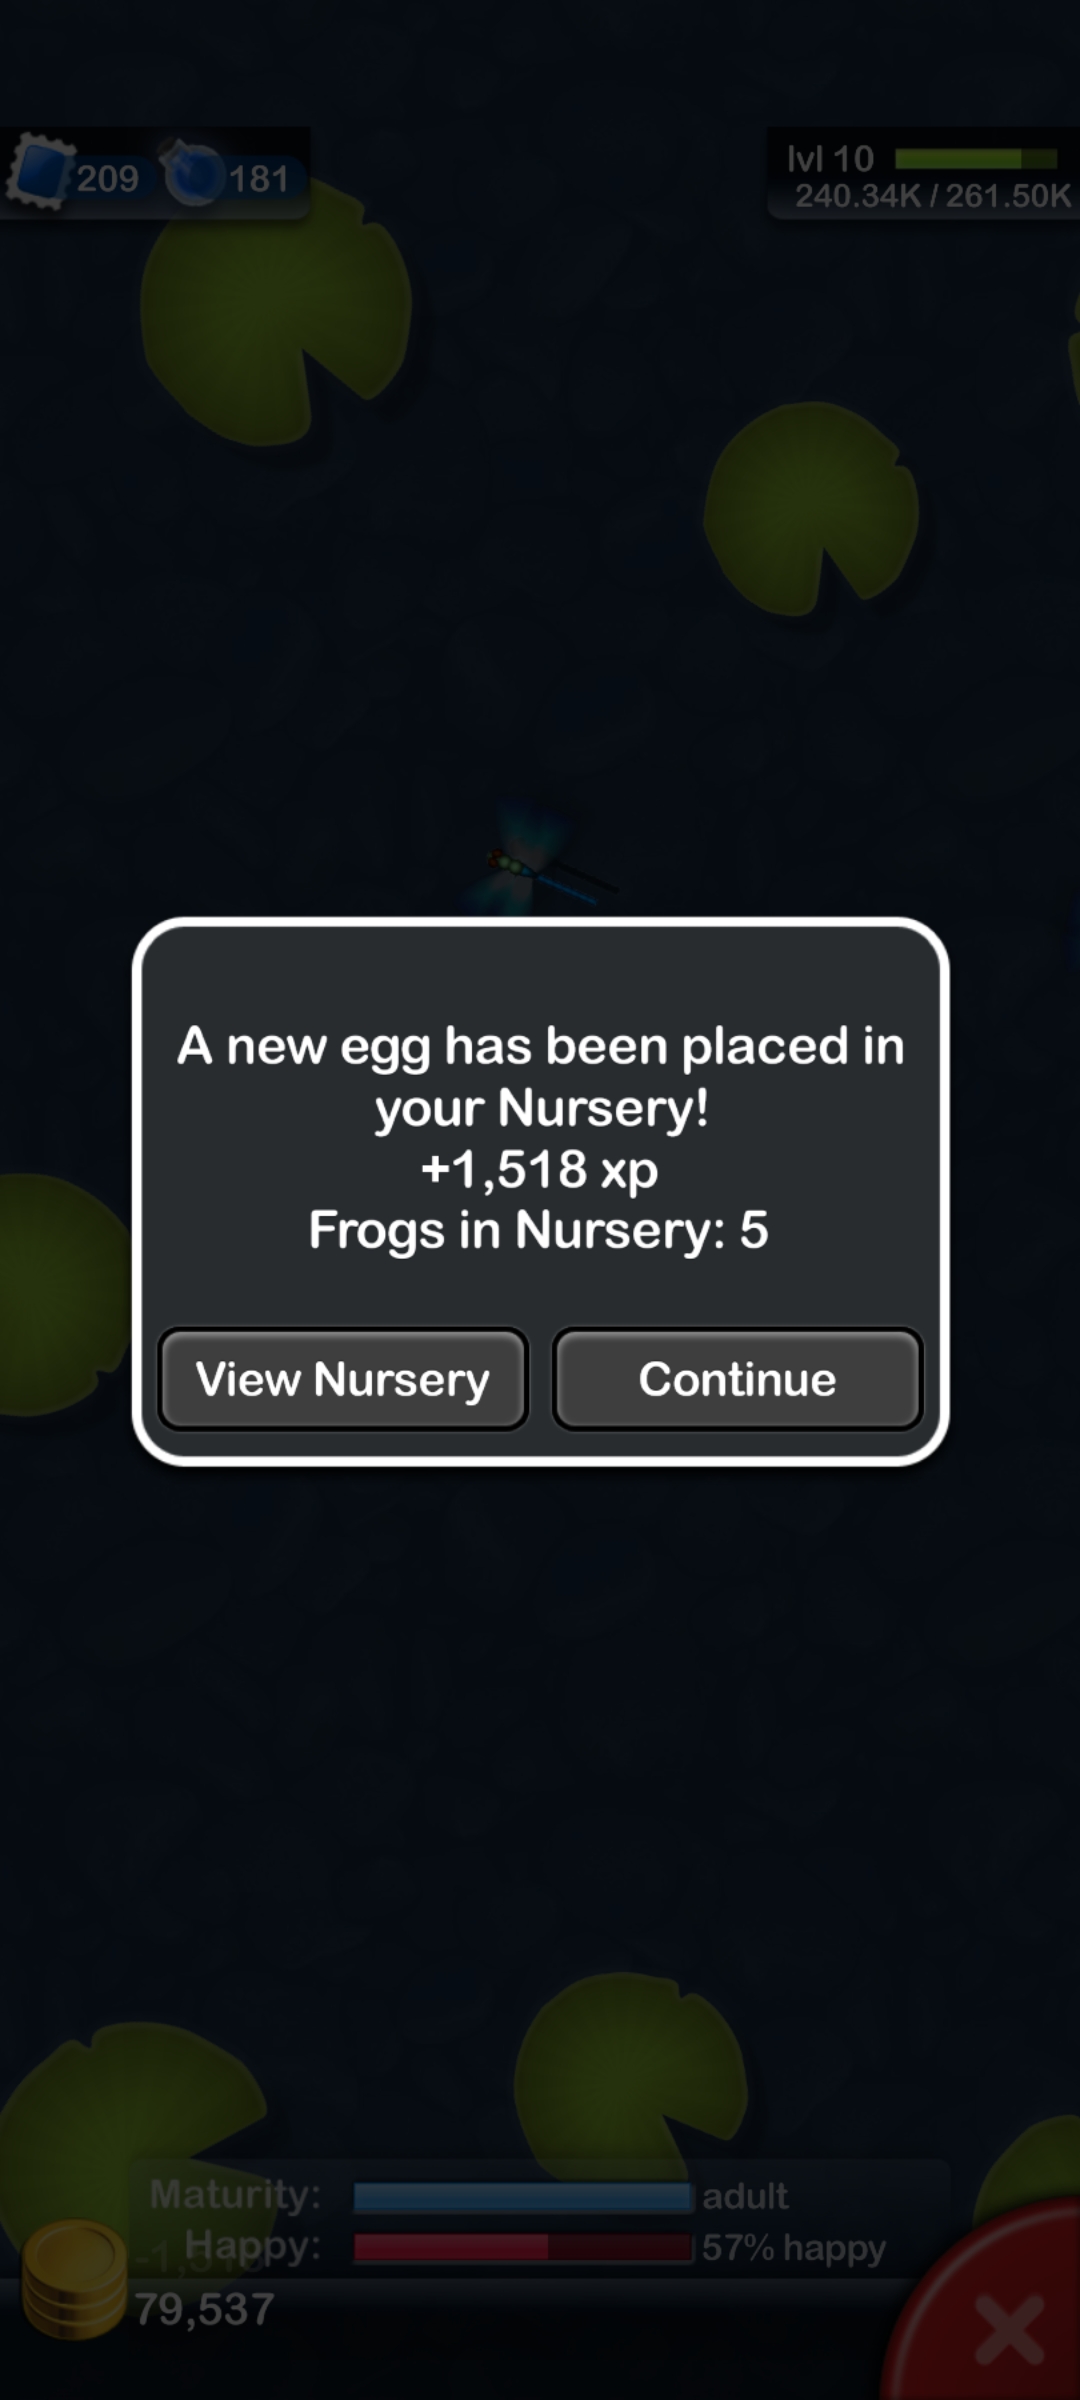 209 181
lvl 10
240.34K / 261.50K
A new egg has been placed in
your Nursery!
+1,518 xp
Frogs in Nursery: 5
View Nursery Continue
Maturity: adult
Happy: 57% happy
79,537